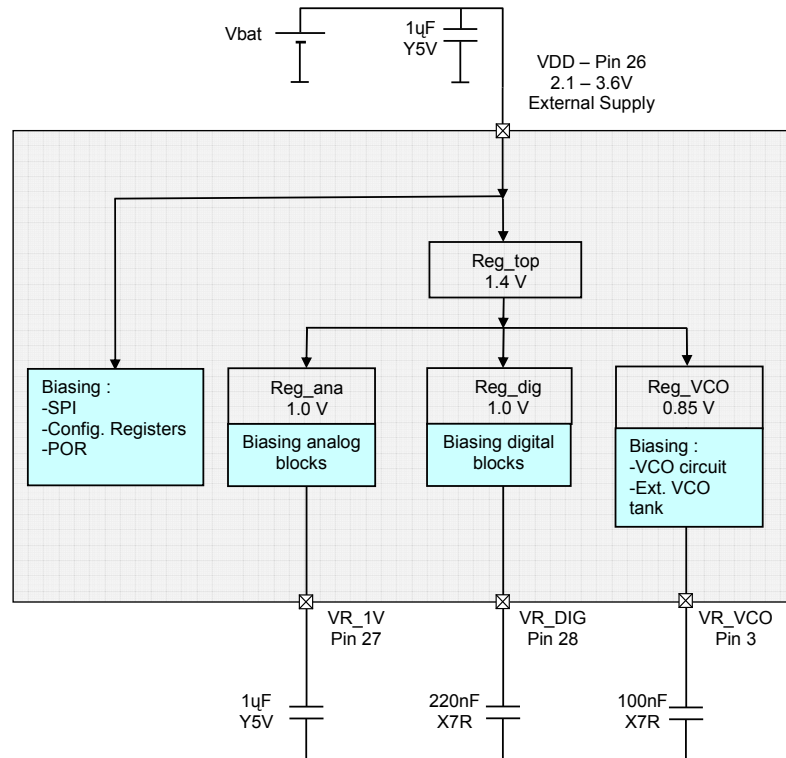 Vbat
1ųF
Y5V
VDD – Pin 26
2.1 – 3.6V
External Supply
Reg_top
1.4 V
Biasing :
-SPI
-Config. Registers
-POR
Reg_ana
1.0 V
Biasing analog
blocks
Reg_dig
1.0 V
Biasing digital
blocks
Reg_VCO
0.85 V
Biasing :
-VCO circuit
-Ext. VCO
tank
VR_1V
Pin 27
VR_DIG
Pin 28
VR_VCO
Pin 3
1ųF
Y5V
220nF
X7R
100nF
X7R